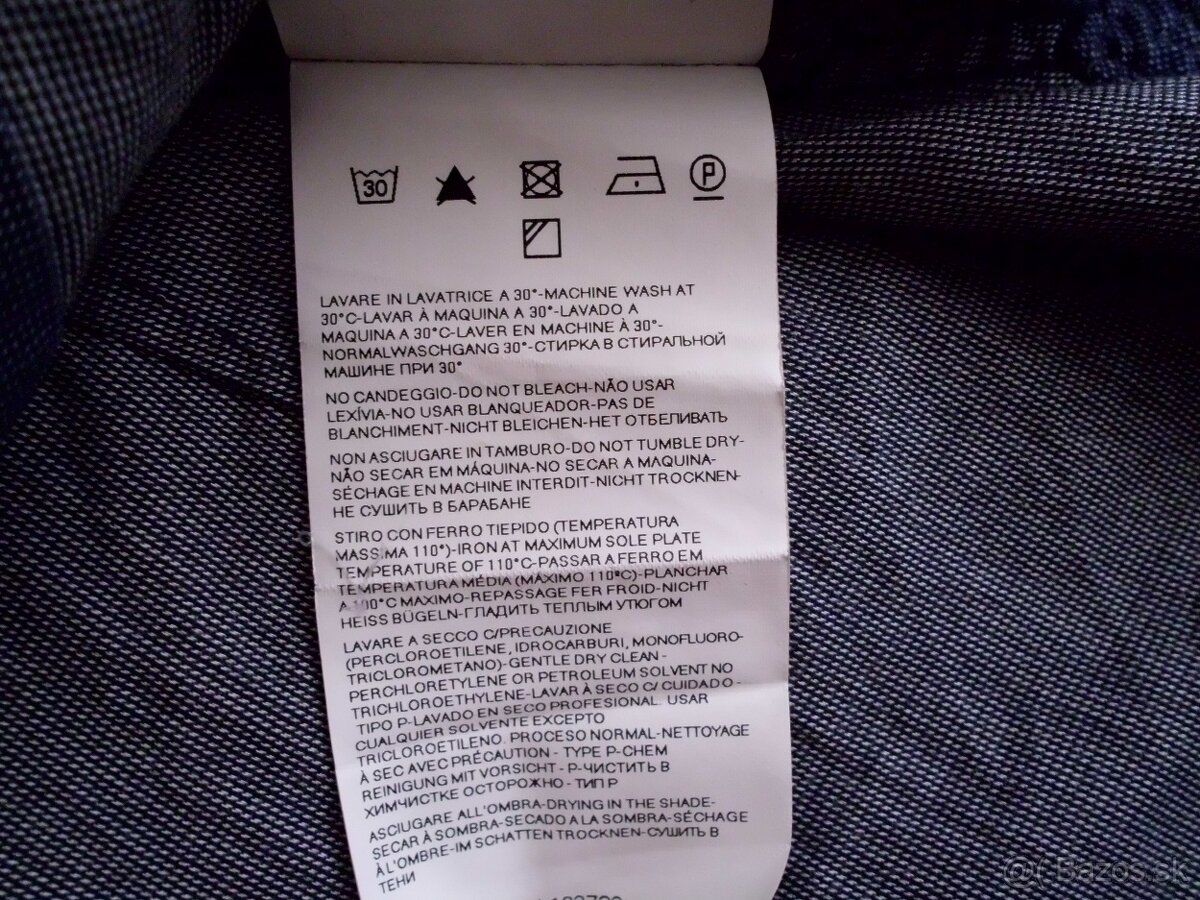 30
P
LAVARE IN LAVATRICE A 30°-MACHINE WASH AT
30°C-LAVAR À MAQUINA A 30°-LAVADO A
MAQUINA A 30°C-LAVER EN MACHINE À 30°-
NORMALWASCHGANG 30°-СТИРКА В СТИРАЛЬНОЙ
МАШИНЕ ПРИ 30°
NO CANDEGGIO-DO NOT BLEACH-NÃO USAR
LEXÍVIA-NO USAR BLANQUEADOR-PAS DE
BLANCHIMENT-NICHT BLEICHEN-НЕТ ОТБЕЛИВАТЬ
NON ASCIUGARE IN TAMBURO-DO NOT TUMBLE DRY-
NÃO SECAR EM MÁQUINA-NO SECAR A MAQUINA-
SÉCHAGE EN MACHINE INTERDIT-NICHT TROCKNEN-
НЕ СУШИТЬ В БАРАБАНЕ
STIRO CON FERRO TIEPIDO (TEMPERATURA
MASSIMA 110°)-IRON AT MAXIMUM SOLE PLATE
TEMPERATURE OF 110°C-PASSAR A FERRO EM
TEMPERATURA MÉDIA (MÁXIMO 110ºC)-PLANCHAR
A 100°C MAXIMO-REPASSAGE FER FROID-NICHT
HEISS BÜGELN-ГЛАДИТЬ ТЕПЛЫМ УТЮГОМ
LAVARE A SECCO C/PRECAUZIONE
(PERCLOROETILENE, IDROCARBURI, MONOFLUORO-
TRICLOROMETANO)-GENTLE DRY CLEAN -
PERCHLORETYLENE OR PETROLEUM SOLVENT NO
TRICHLOROETHYLENE-LAVAR À SECO C/ CUIDADO -
TIPO P-LAVADO EN SECO PROFESIONAL. USAR
CUALQUIER SOLVENTE EXCEPTO
TRICLOROETILENO. PROCESO NORMAL-NETTOYAGE
À SEC AVEC PRÉCAUTION - TYPE P-CHEM
REINIGUNG MIT VORSICHT - P-ЧИСТИТЬ В
ХИМЧИСТКЕ ОСТОРОЖНО - ТИП P
ASCIUGARE ALL'OMBRA-DRYING IN THE SHADE-
SECAR À SOMBRA-SECADO A LA SOMBRA-SÉCHAGE
À L'OMBRE-IM SCHATTEN TROCKNEN-СУШИТЬ В
ТЕНИ
Bazos.sk